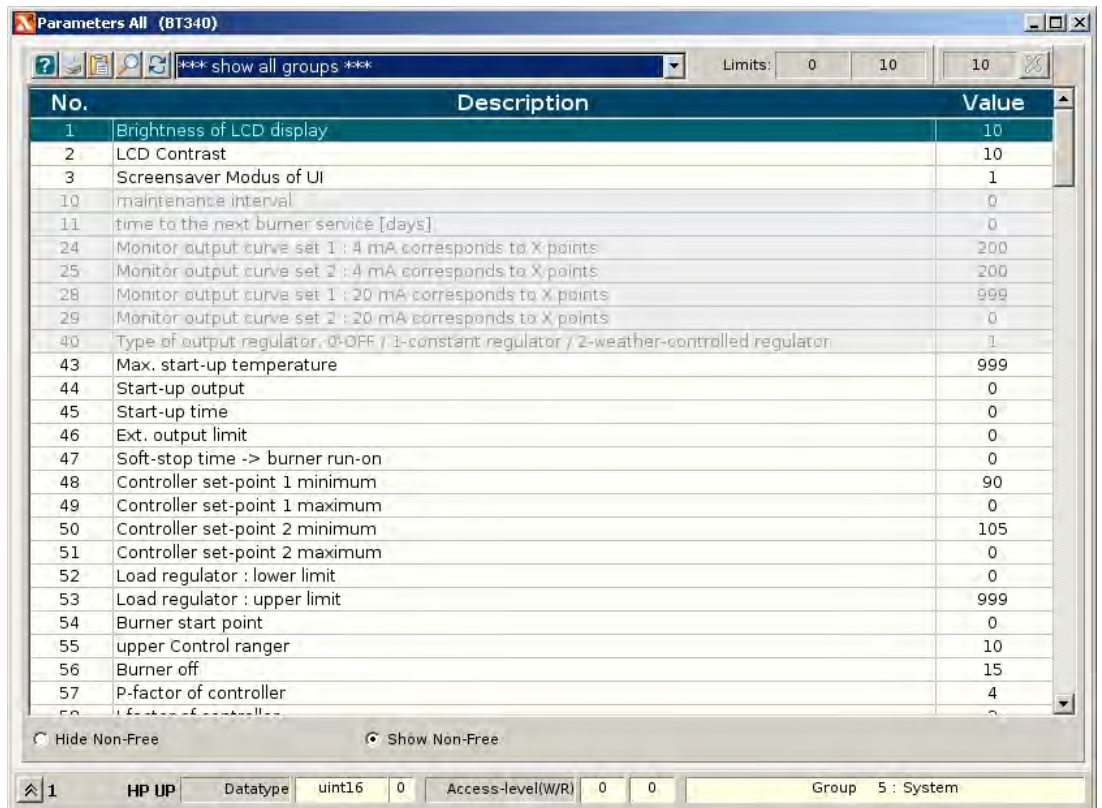 Parameters All (BT340)
*** show all groups *** Limits: 0 10 10
No. Description Value
1 Brightness of LCD display 10
2 LCD Contrast 10
3 Screensaver Modus of UI 1
10 maintenance interval 0
11 time to the next burner service [days] 0
24 Monitor output curve set 1 : 4 mA corresponds to X points 200
25 Monitor output curve set 2 : 4 mA corresponds to X points 200
28 Monitor output curve set 1 : 20 mA corresponds to X points 999
29 Monitor output curve set 2 : 20 mA corresponds to X points 0
40 Type of output regulator. 0-OFF / 1-constant regulator / 2-weather-controlled regulator 1
43 Max. start-up temperature 999
44 Start-up output 0
45 Start-up time 0
46 Ext. output limit 0
47 Soft-stop time -> burner run-on 0
48 Controller set-point 1 minimum 90
49 Controller set-point 1 maximum 0
50 Controller set-point 2 minimum 105
51 Controller set-point 2 maximum 0
52 Load regulator : lower limit 0
53 Load regulator : upper limit 999
54 Burner start point 0
55 upper Control ranger 10
56 Burner off 15
57 P-factor of controller 4
Hide Non-Free Show Non-Free
1 HP UP Datatype uint16 0 Access-level(W/R) 0 0 Group 5 : System